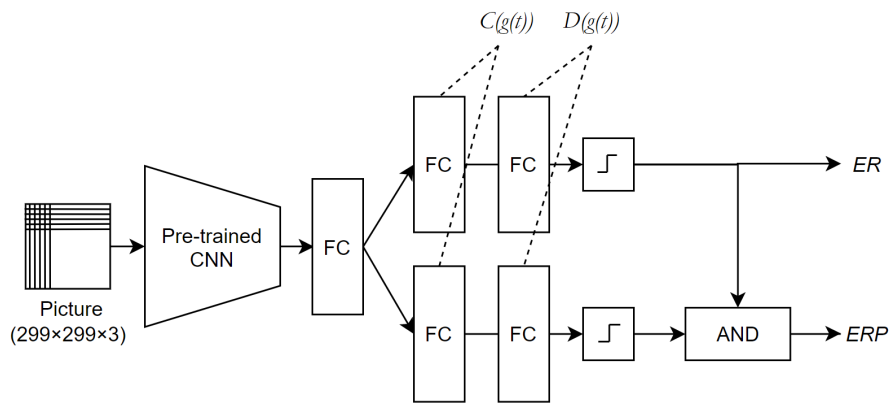 C(g(t))
D(g(t))
FC
FC
ER
Pre-trained
CNN
FC
Picture
(299×299×3)
FC
FC
AND
ERP